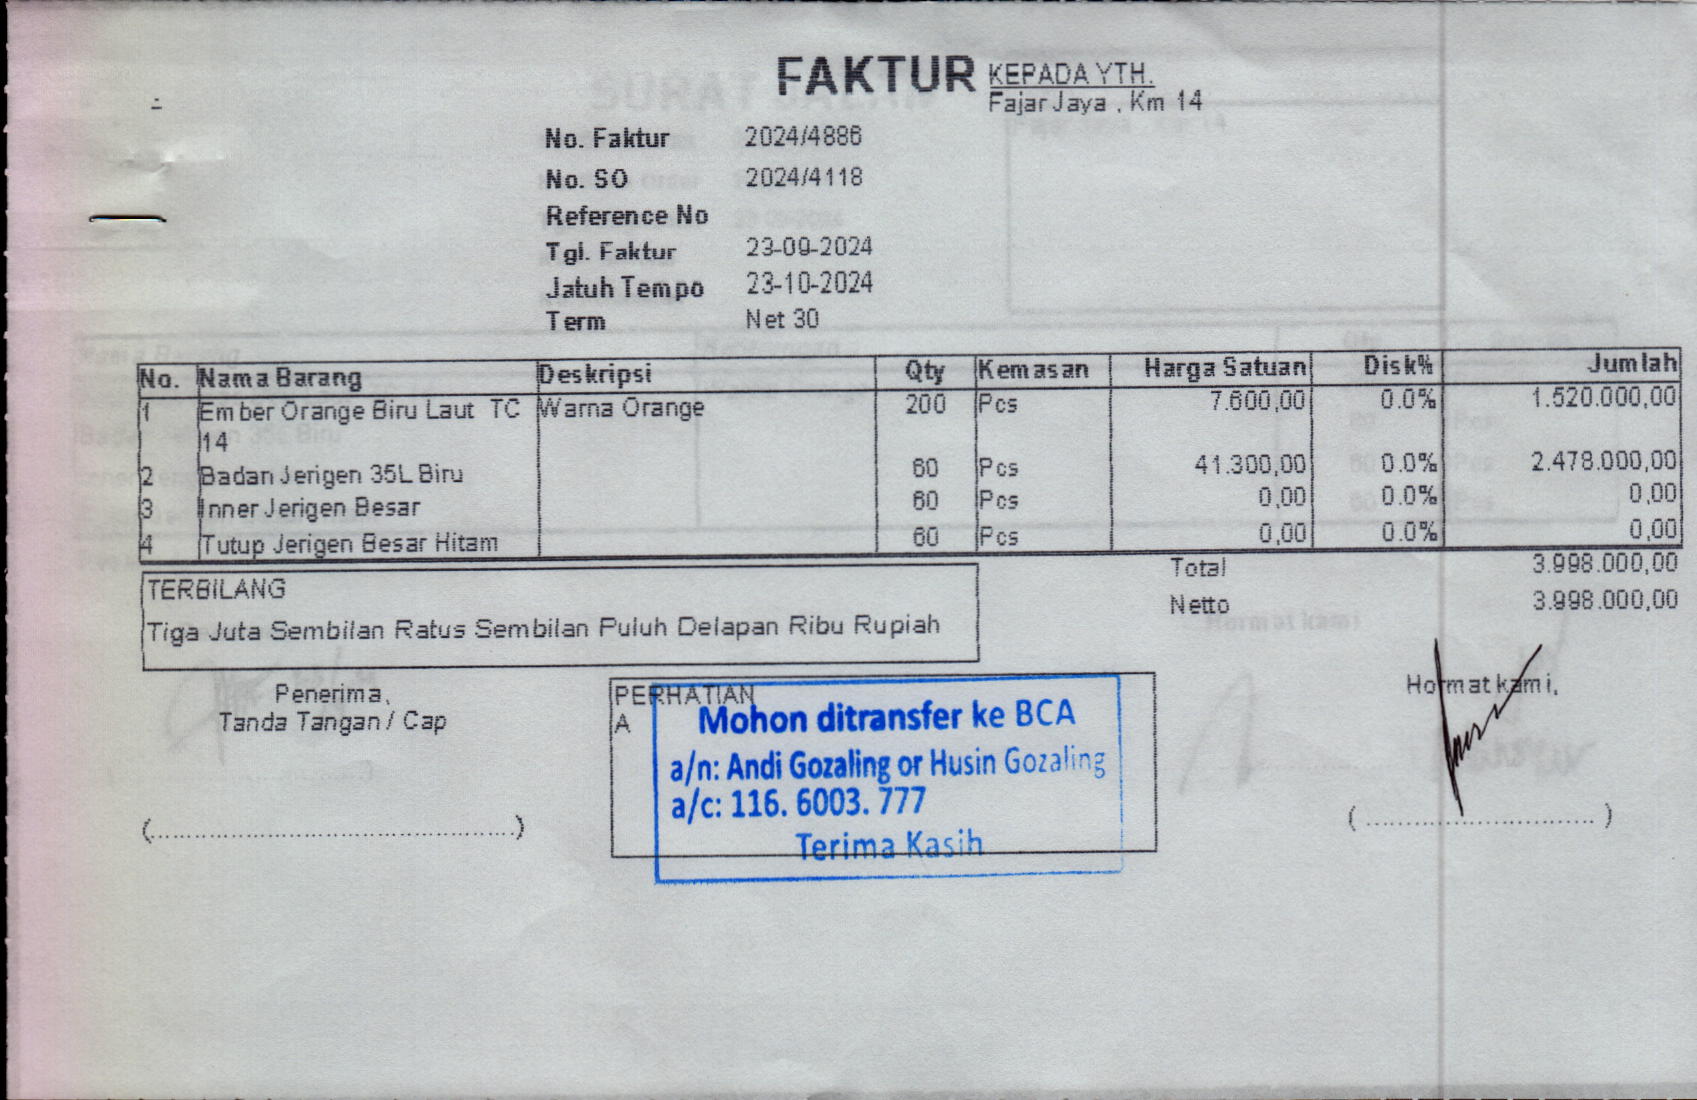 FAKTUR
KEPADA YTH.
Fajar Jaya , Km 14
No. Faktur 2024/4886
No. SO 2024/4118
Reference No
Tgl. Faktur 23-09-2024
Jatuh Tempo 23-10-2024
Term Net 30
No. Nama Barang Deskripsi Qty Kemasan Harga Satuan Disk% Jumlah
1 Ember Orange Biru Laut TC Warna Orange 200 Pcs 7.600,00 0.0% 1.520.000,00
14
2 Badan Jerigen 35L Biru 60 Pcs 41.300,00 0.0% 2.478.000,00
3 Inner Jerigen Besar 60 Pcs 0,00 0.0% 0,00
4 Tutup Jerigen Besar Hitam 60 Pcs 0,00 0.0% 0,00
Total 3.998.000,00
Netto 3.998.000,00
TERBILANG
Tiga Juta Sembilan Ratus Sembilan Puluh Delapan Ribu Rupiah
Penerima,
Tanda Tangan / Cap
(....................................................)
PERHATIAN
A
Mohon ditransfer ke BCA
a/n: Andi Gozaling or Husin Gozaling
a/c: 116. 6003. 777
Terima Kasih
Hormat kami,
(................................)